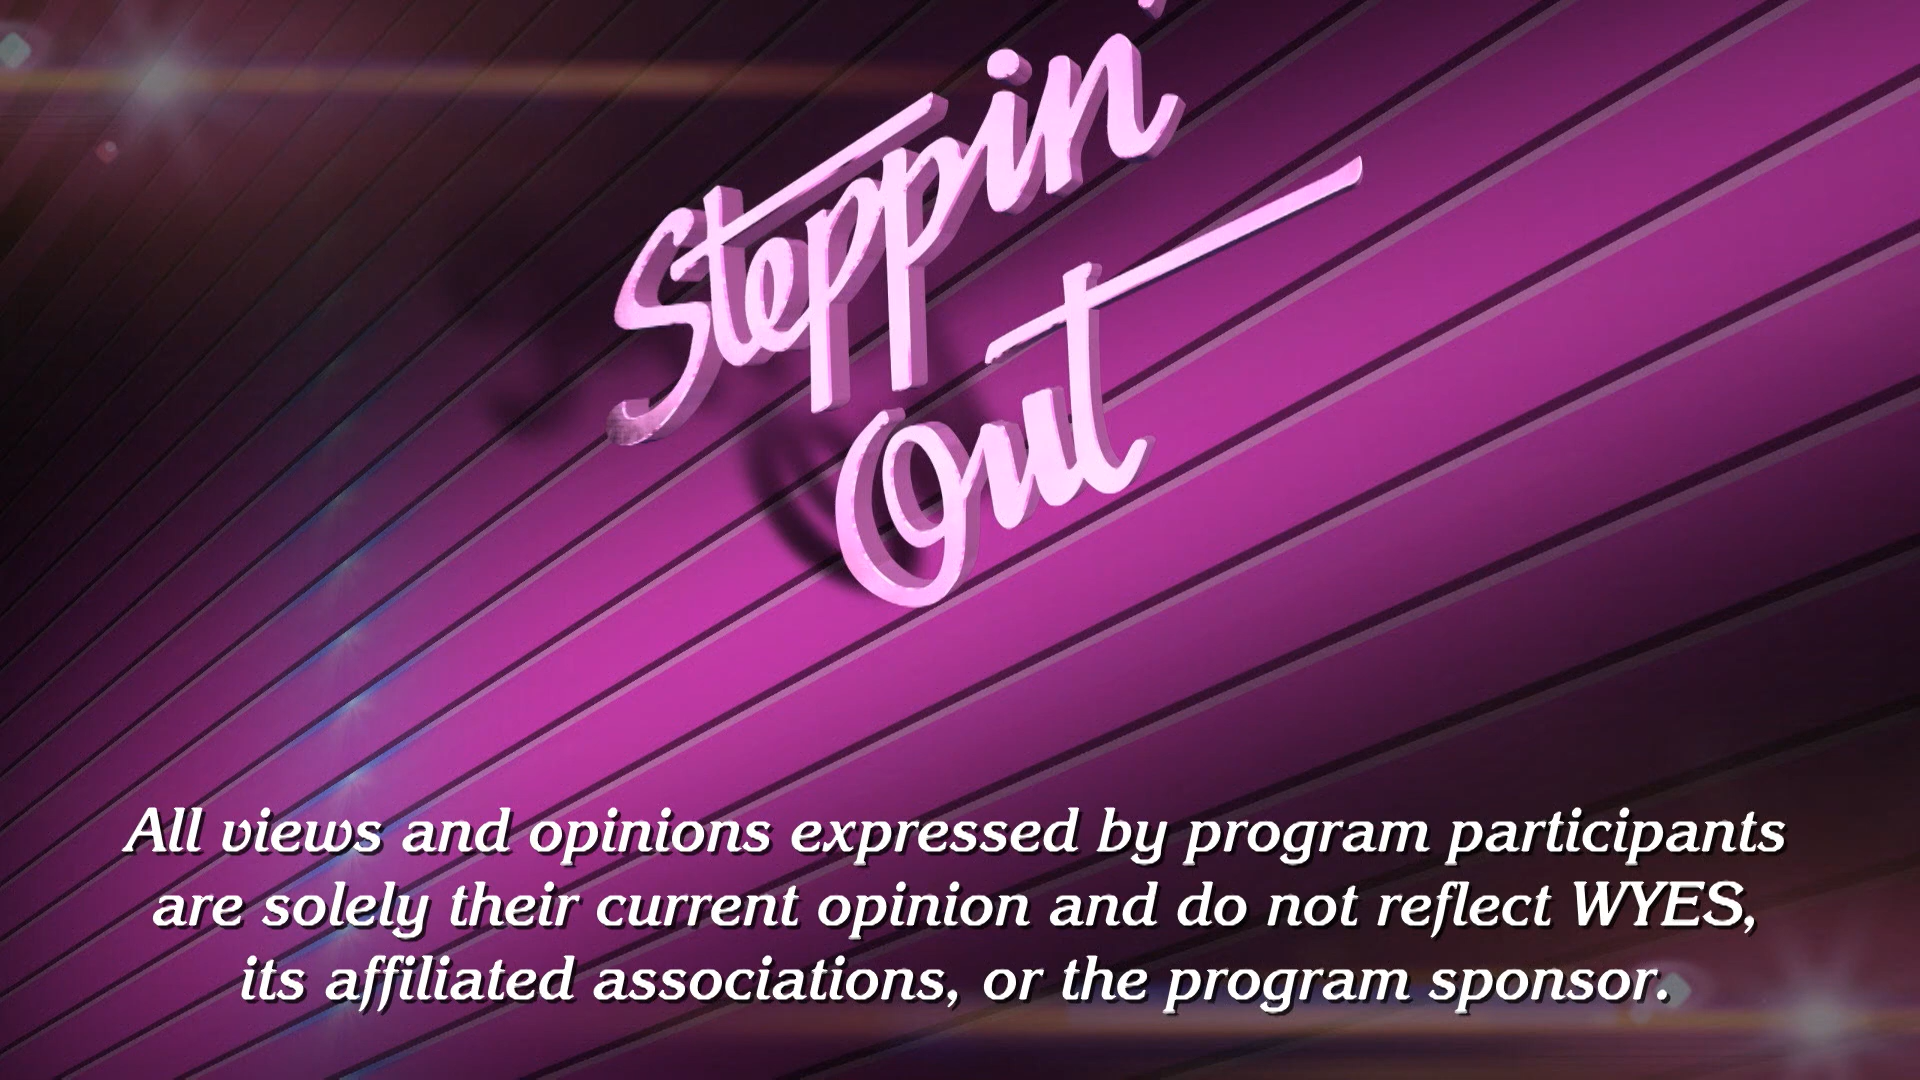 Steppin'
Out
All views and opinions expressed by program participants
are solely their current opinion and do not reflect WYES,
its affiliated associations, or the program sponsor.